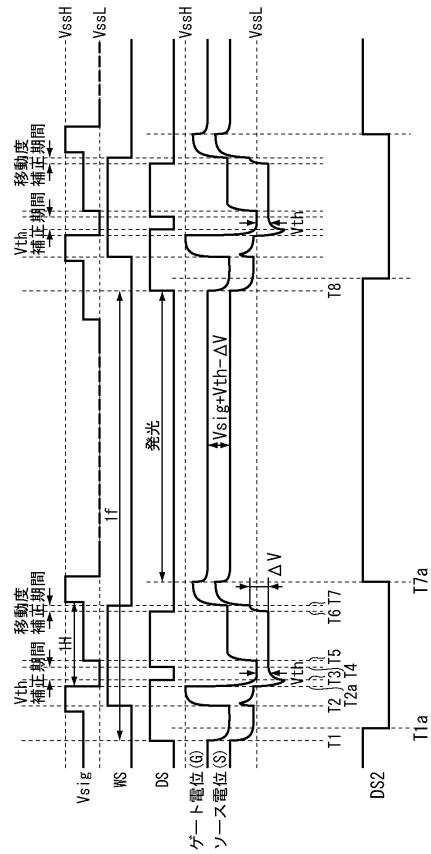 Vth
補正期間
移動度
補正期間
Vth
補正期間
移動度
補正期間
1H
VssH
VssL
Vsig
1f
WS
発光
DS
VssH
ゲート電位(G)
Vsig+Vth-ΔV
ソース電位(S)
VssL
Vth
ΔV
Vth
T1
T2
T2a
T3
T4
T5
T6
T7
T8
DS2
T1a
T7a